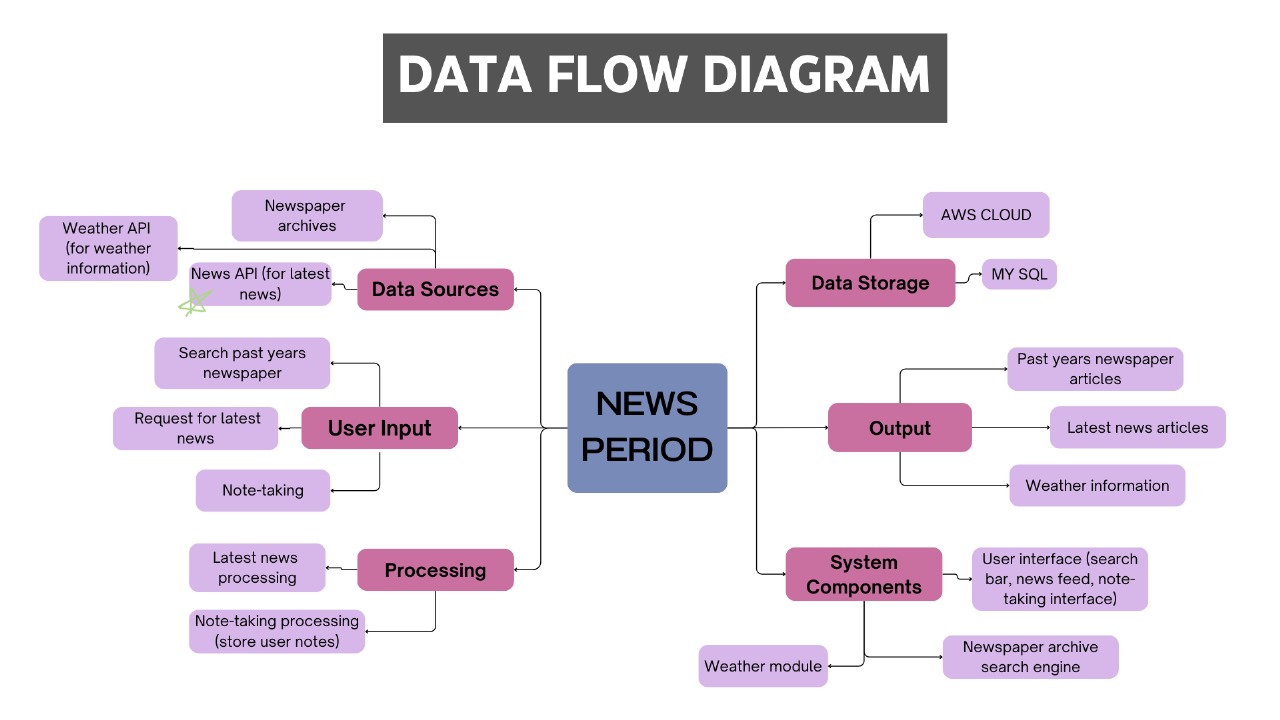 DATA FLOW DIAGRAM
Newspaper
archives
Weather API
(for weather
information)
News API (for latest
news)
Data Sources
Search past years
newspaper
Request for latest
news
User Input
Note-taking
Latest news
processing
Processing
Note-taking processing
(store user notes)
NEWS
PERIOD
AWS CLOUD
Data Storage
MY SQL
Past years newspaper
articles
Output
Latest news articles
Weather information
System
Components
User interface (search
bar, news feed, note-
taking interface)
Weather module
Newspaper archive
search engine